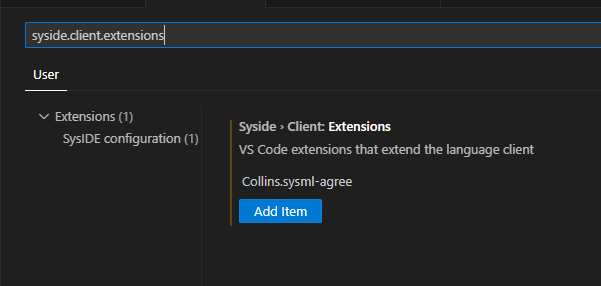 syside.client.extensions
User
Extensions (1)
SysIDE configuration (1)
Syside › Client: Extensions
VS Code extensions that extend the language client
Collins.sysml-agree
Add Item